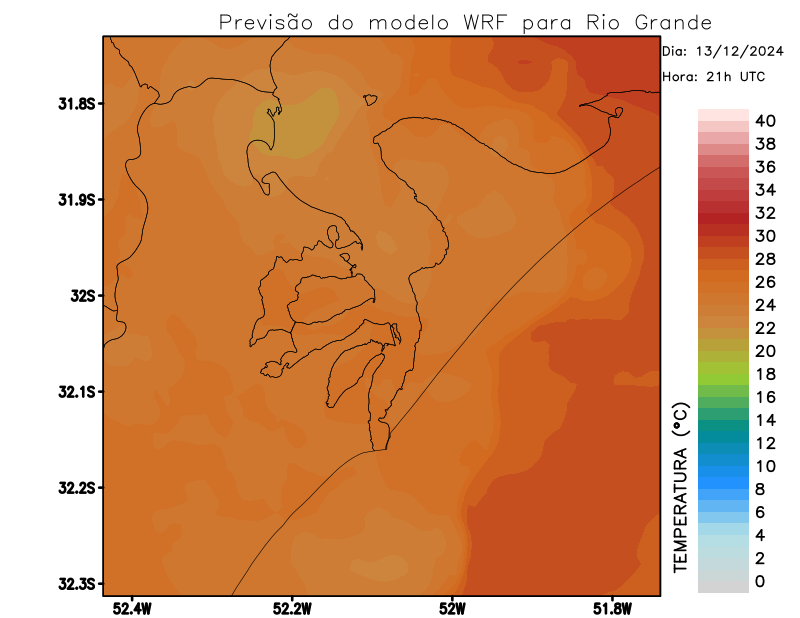 Previsão do modelo WRF para Rio Grande
Dia: 13/12/2024
Hora: 21h UTC
31.8S
31.9S
32S
32.1S
32.2S
32.3S
52.4W
52.2W
52W
51.8W
TEMPERATURA (°C)
40
38
36
34
32
30
28
26
24
22
20
18
16
14
12
10
8
6
4
2
0